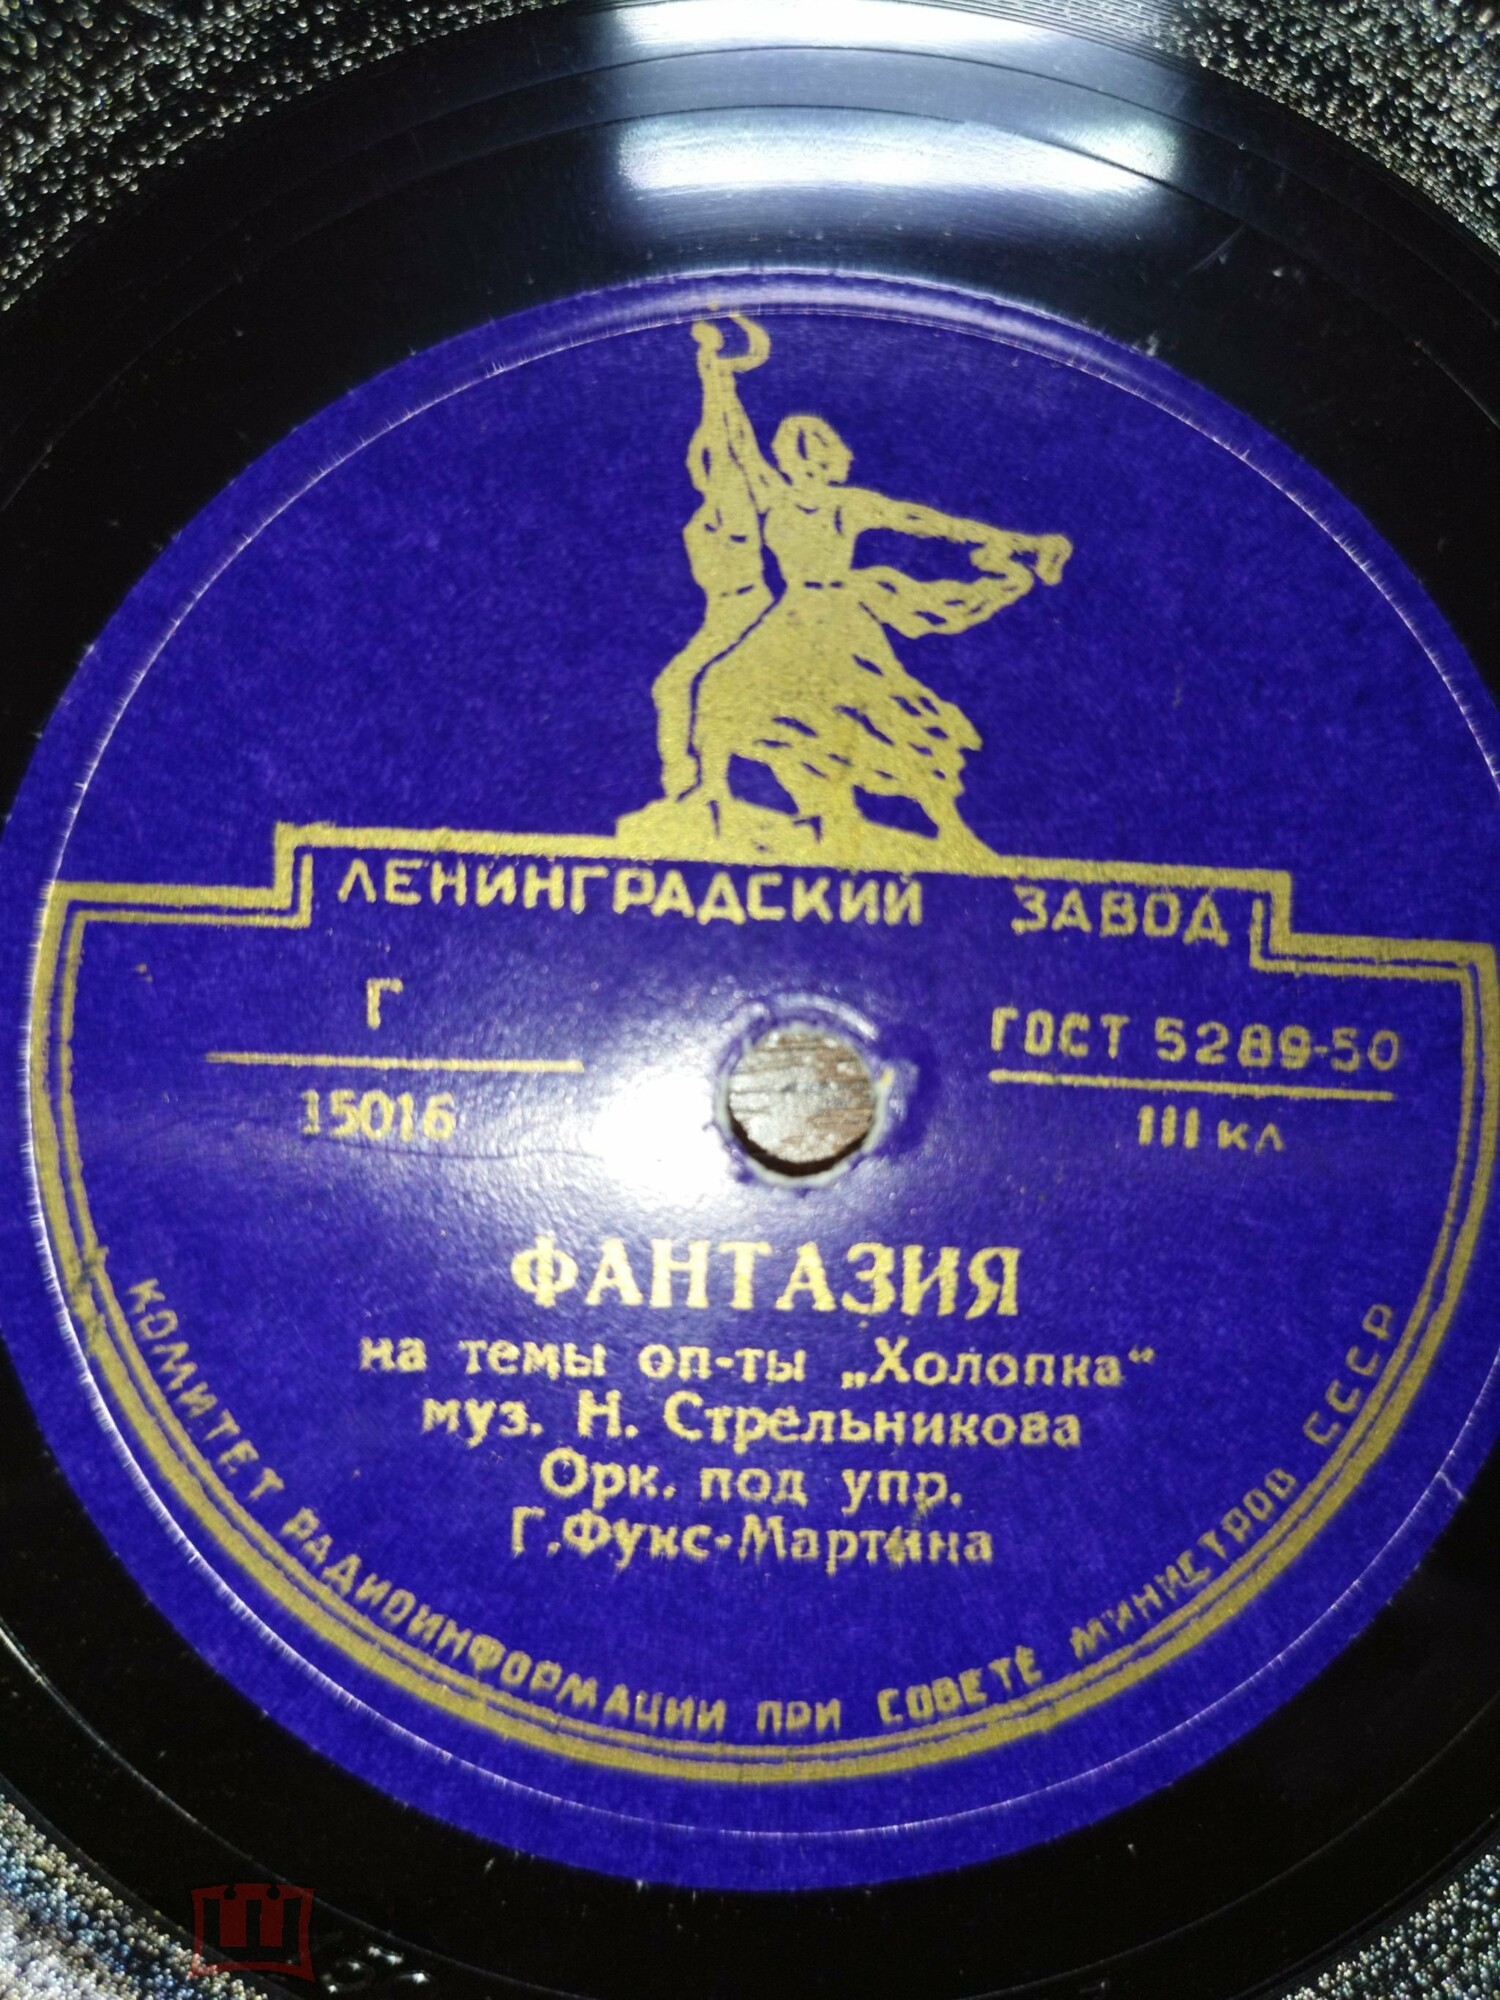 ЛЕНИНГРАДСКИЙ ЗАВОД
Г
15016
ГОСТ 5289-50
III кл
ФАНТАЗИЯ
на темы оп-ты „Холопка“
муз. Н. Стрельникова
Орк. под упр.
Г.Фукс-Мартина
КОМИТЕТ РАДИОИНФОРМАЦИИ ПРИ СОВЕТЕ МИНИСТРОВ СССР